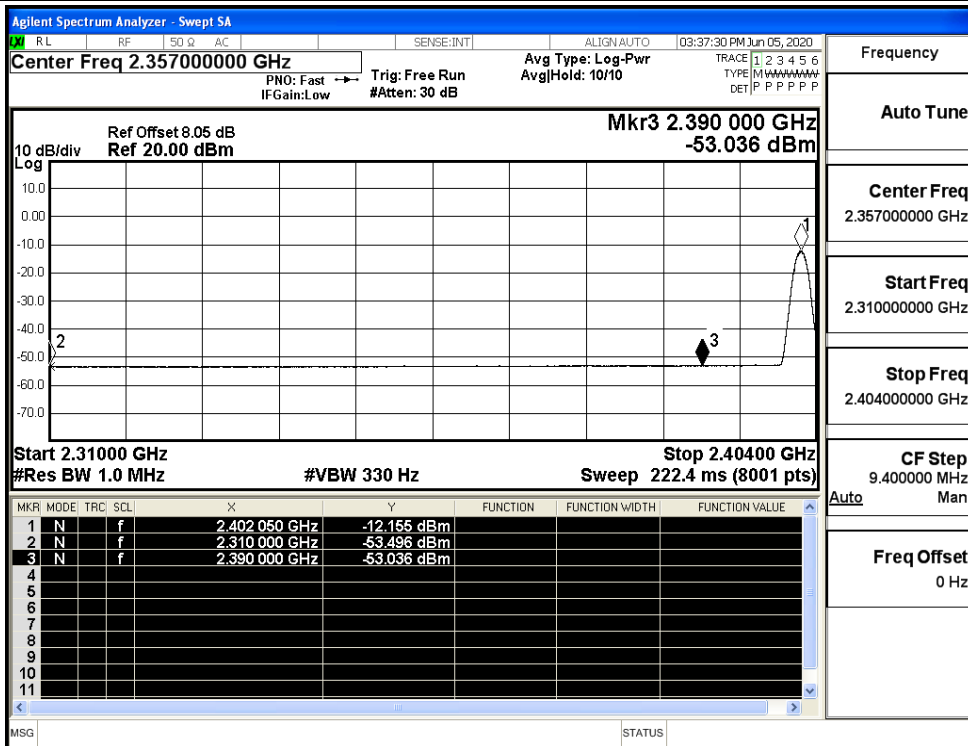 Agilent Spectrum Analyzer - Swept SA
LXI RL RF 50 Ω AC SENSE:INT ALIGNAUTO 03:37:30 PM Jun 05, 2020
Center Freq 2.357000000 GHz
PNO: Fast
IFGain:Low
Trig: Free Run
#Atten: 30 dB
Avg Type: Log-Pwr
Avg|Hold: 10/10
TRACE 1 2 3 4 5 6
TYPE M WWWWW
DET P P P P P P
Mkr3 2.390 000 GHz
-53.036 dBm
Ref Offset 8.05 dB
10 dB/div Ref 20.00 dBm
Log
10.0
0.00
-10.0
-20.0
-30.0
-40.0
-50.0
-60.0
-70.0
1
2
3
Start 2.31000 GHz Stop 2.40400 GHz
#Res BW 1.0 MHz #VBW 330 Hz Sweep 222.4 ms (8001 pts)
MKR MODE TRC SCL X Y FUNCTION FUNCTION WIDTH FUNCTION VALUE
1 N f 2.402 050 GHz -12.155 dBm
2 N f 2.310 000 GHz -53.496 dBm
3 N f 2.390 000 GHz -53.036 dBm
4
5
6
7
8
9
10
11
MSG STATUS
Frequency
Auto Tune
Center Freq
2.357000000 GHz
Start Freq
2.310000000 GHz
Stop Freq
2.404000000 GHz
CF Step
9.400000 MHz
Auto Man
Freq Offset
0 Hz